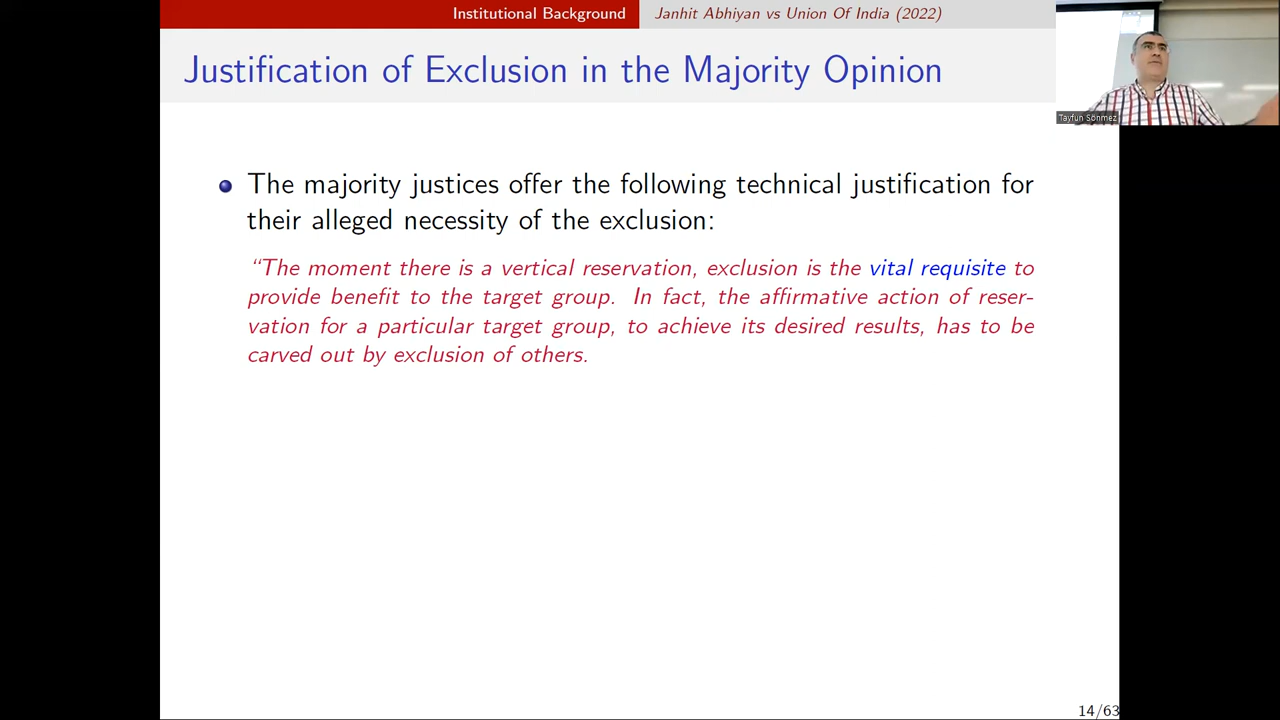 Institutional Background
Janhit Abhiyan vs Union Of India (2022)
Justification of Exclusion in the Majority Opinion
Tayfun Sönmez
The majority justices offer the following technical justification for
their alleged necessity of the exclusion:
“The moment there is a vertical reservation, exclusion is the vital requisite to
provide benefit to the target group. In fact, the affirmative action of reser-
vation for a particular target group, to achieve its desired results, has to be
carved out by exclusion of others.
14/63